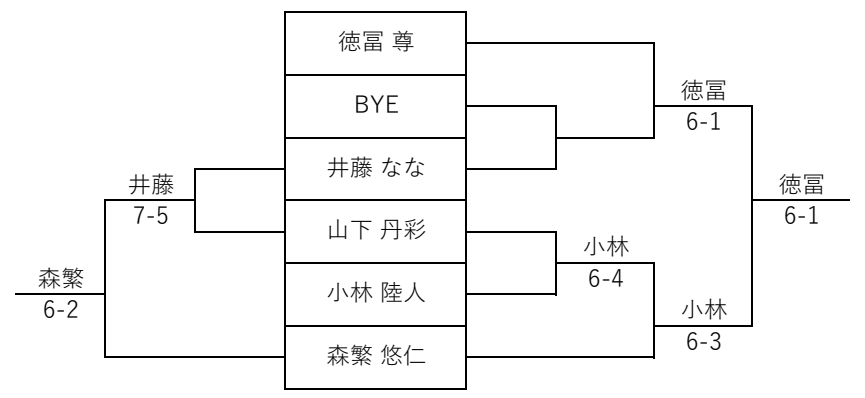 徳冨 尊
BYE
井藤 なな
山下 丹彩
小林 陸人
森繁 悠仁
井藤
7-5
森繁
6-2
徳冨
6-1
小林
6-4
小林
6-3
徳冨
6-1